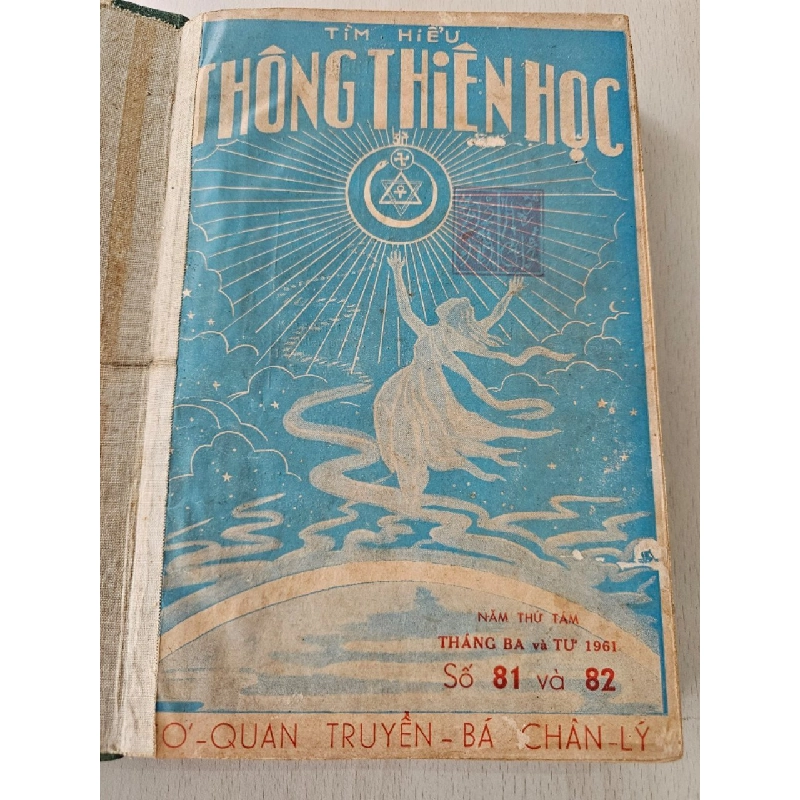 TÌM HIỂU
THÔNG THIÊN HỌC
NĂM THỨ TÁM
THÁNG BA và TƯ 1961
Số 81 và 82
Ơ-QUAN TRUYỀN-BÁ CHÂN-LÝ